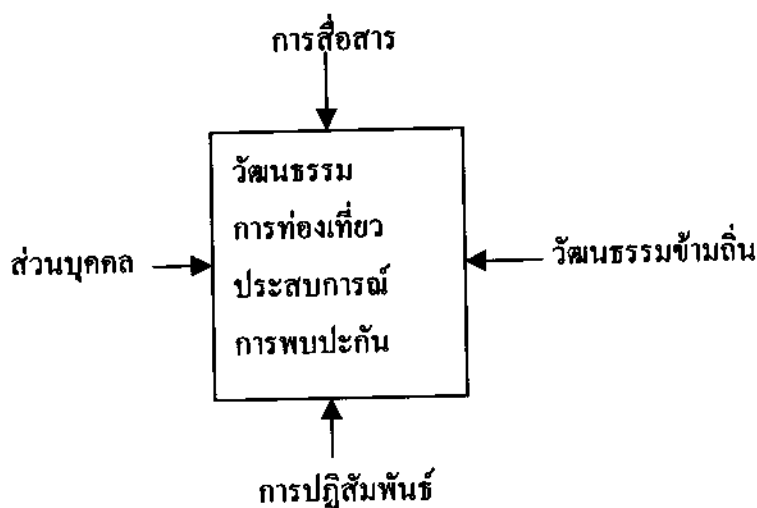 การสื่อสาร
วัฒนธรรม
การท่องเที่ยว
ส่วนบุคคล
วัฒนธรรมข้ามถิ่น
ประสบการณ์
การพบปะกัน
การปฎิสัมพันธ์